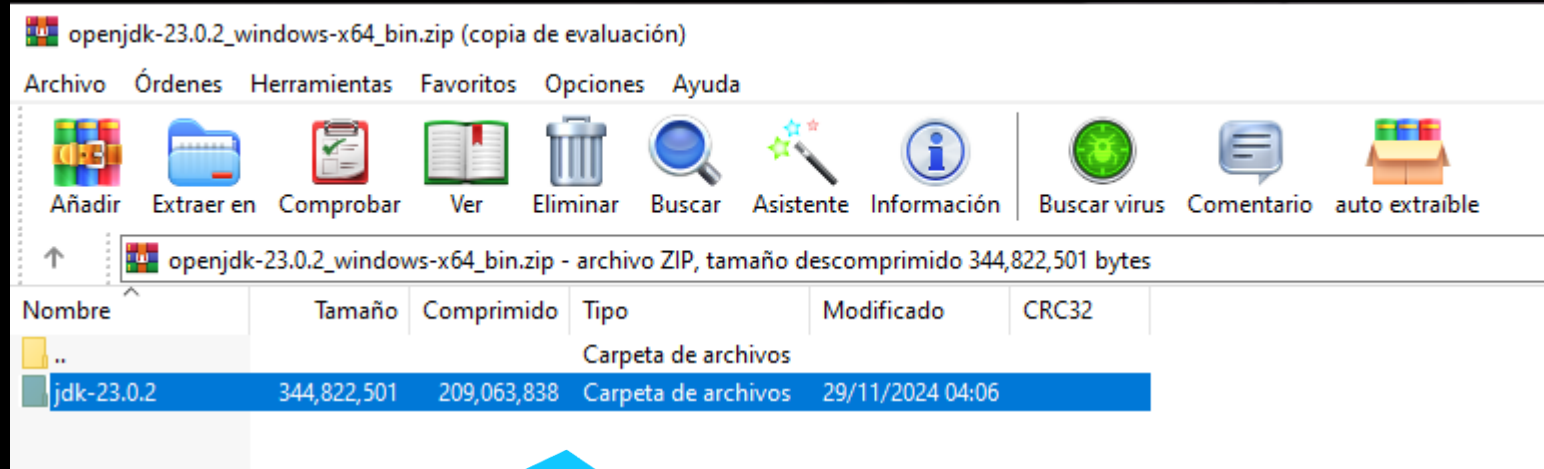 openjdk-23.0.2_windows-x64_bin.zip (copia de evaluación)
Archivo Órdenes Herramientas Favoritos Opciones Ayuda
Añadir Extraer en Comprobar Ver Eliminar Buscar Asistente Información Buscar virus Comentario auto extraíble
openjdk-23.0.2_windows-x64_bin.zip - archivo ZIP, tamaño descomprimido 344,822,501 bytes
Nombre Tamaño Comprimido Tipo Modificado CRC32
.. Carpeta de archivos
jdk-23.0.2 344,822,501 209,063,838 Carpeta de archivos 29/11/2024 04:06